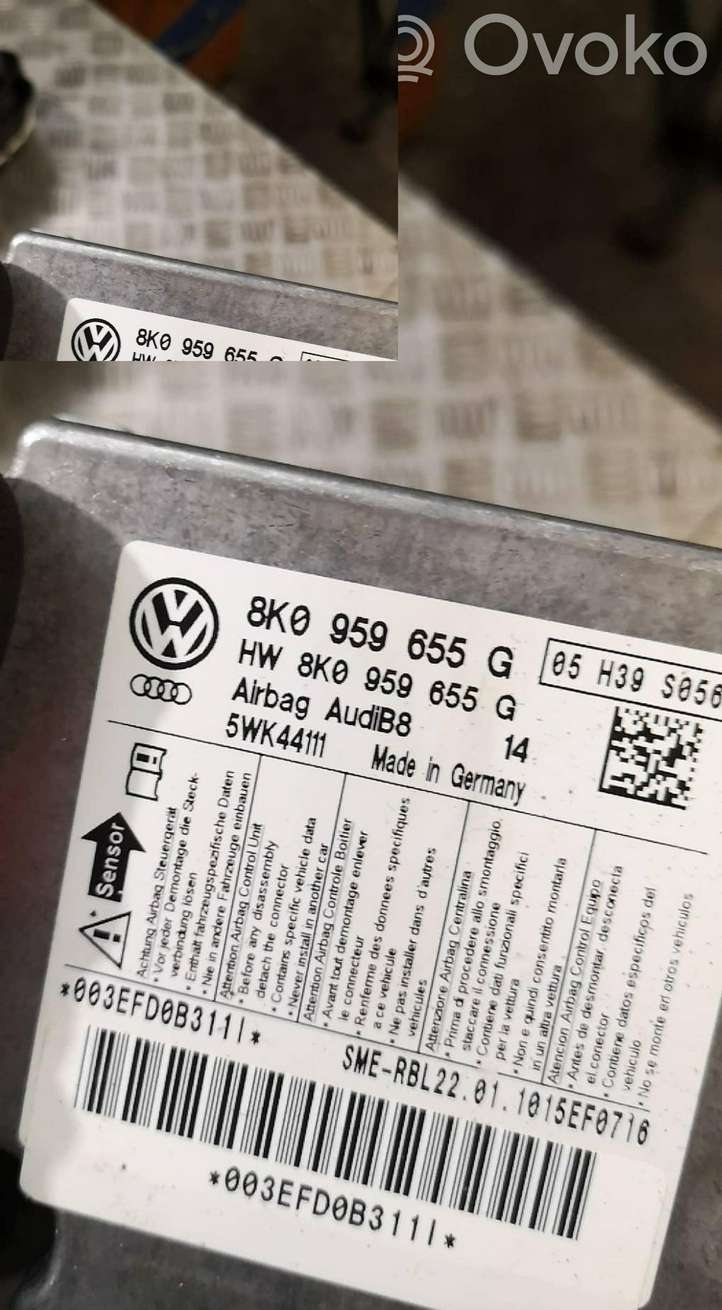 Ovoko
8K0 959 655
8K0 959 655 G
05 H39 S056
HW 8K0 959 655 G
Airbag AudiB8
14
5WK44111
Made in Germany
Sensor
Achtung Airbag Steuergerät
• Vor jeder Demontage die Steck-
verbindung lösen
• Enthält fahrzeugspezifische Daten
• Nie in andere Fahrzeuge einbauen
Attention Airbag Control Unit
• Before any disassembly
detach the connector
• Contains specific vehicle data
• Never install in another car
Attention Airbag Controle Boitier
• Avant tout demontage enlever
le connecteur
• Renferme des donnees specifiques
a ce vehicule
• Ne pas installer dans d'autres
vehicules
Attenzione Airbag Centralina
• Prima di procedere allo smontaggio,
staccare il connessione
• Contiene dati funzionali specifici
per la vettura
• Non e quindi consentito montarla
in un altra vettura
Atencion Airbag Control Equipo
• Antes de desmontar, desconecta
el conector
• Contiene datos especificos del
vehiculo
• No se monte en otros vehiculos
*003EFD0B311I*
SME-RBL22.01.1015EF0716
*003EFD0B311I*